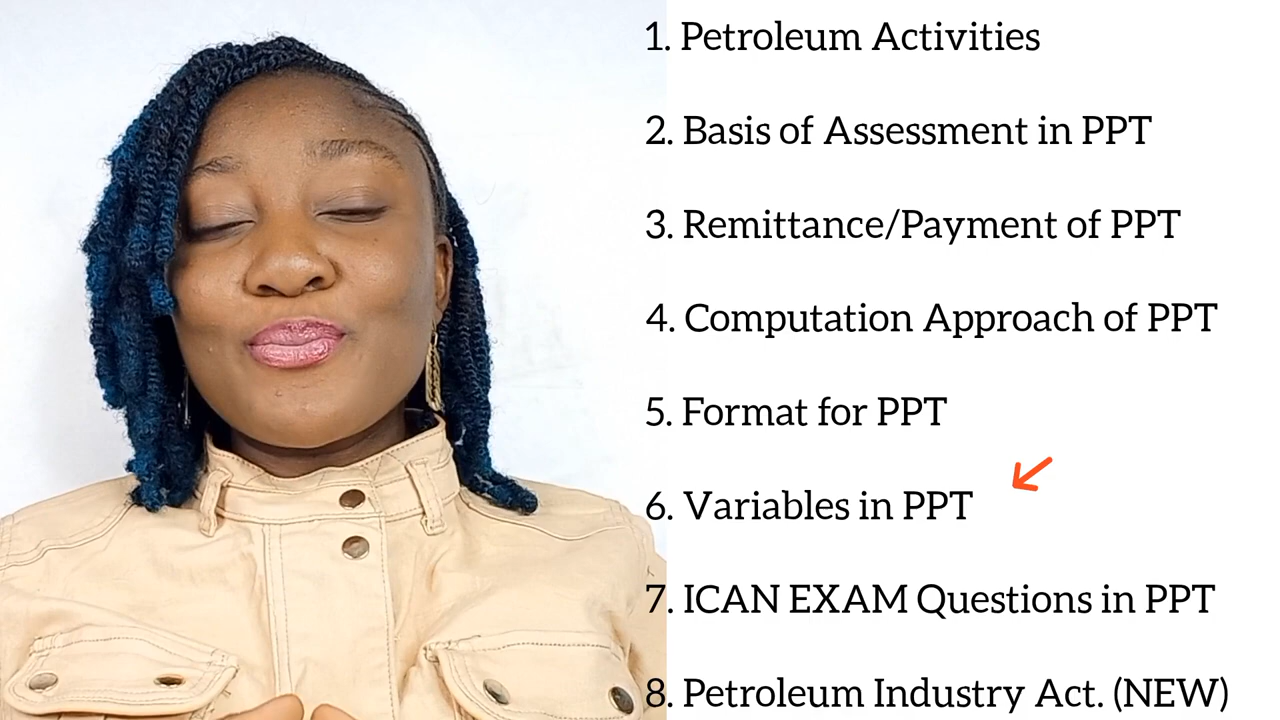 1. Petroleum Activities
2. Basis of Assessment in PPT
3. Remittance/Payment of PPT
4. Computation Approach of PPT
5. Format for PPT
6. Variables in PPT
7. ICAN EXAM Questions in PPT
8. Petroleum Industry Act. (NEW)